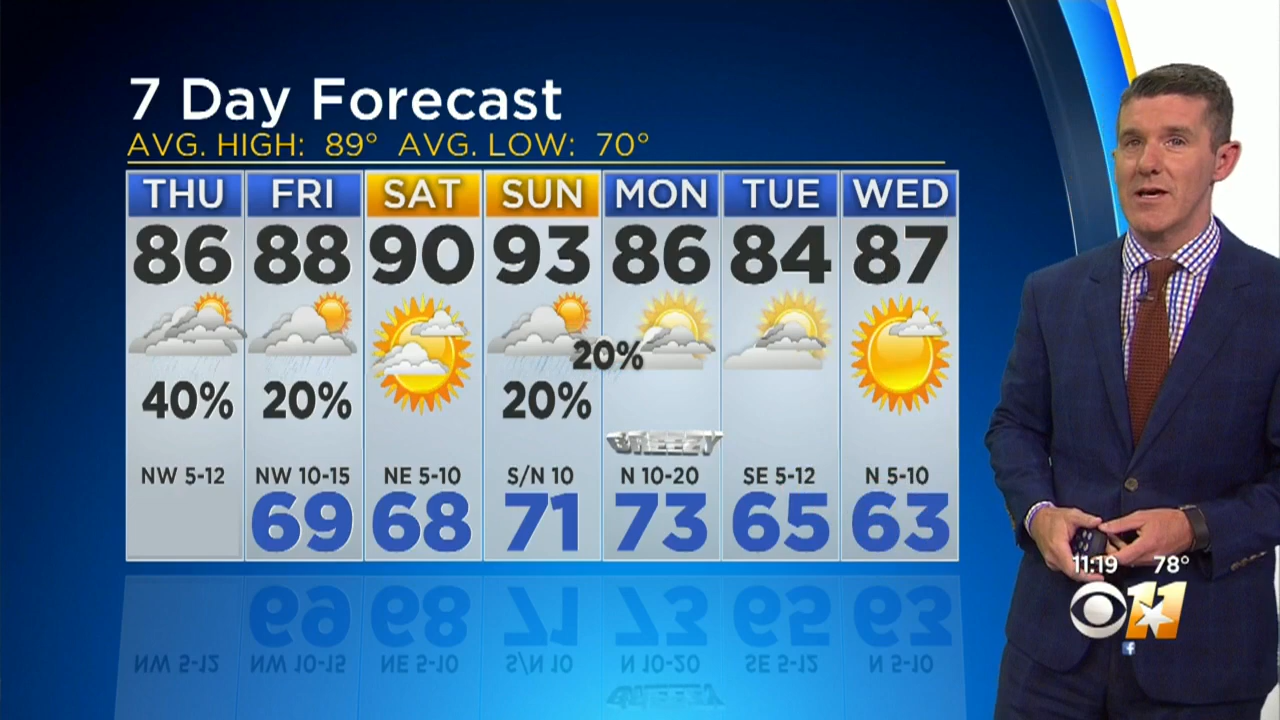 7 Day Forecast
AVG. HIGH: 89° AVG. LOW: 70°
THU FRI SAT SUN MON TUE WED
86 88 90 93 86 84 87
20%
40% 20% 20%
BREEZY
NW 5-12 NW 10-15 NE 5-10 S/N 10 N 10-20 SE 5-12 N 5-10
69 68 71 73 65 63
11:19 78°
11